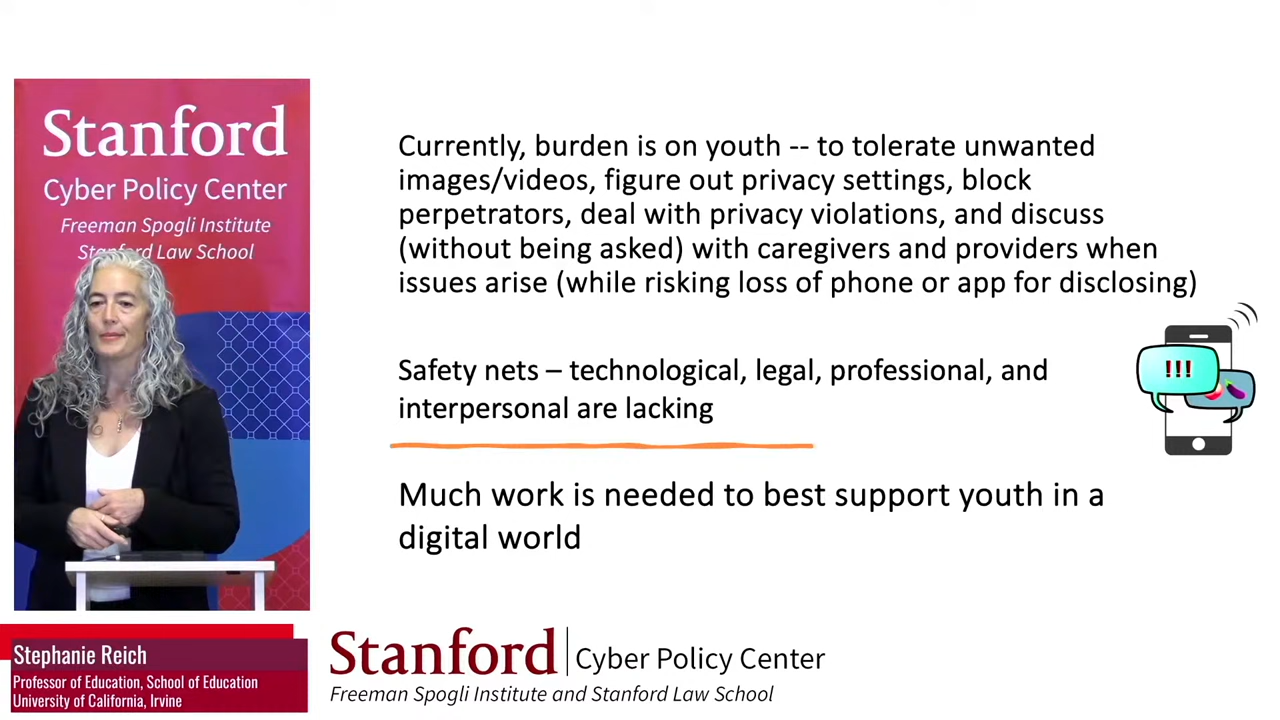 Stanford
Cyber Policy Center
Freeman Spogli Institute
Stanford Law School
Currently, burden is on youth -- to tolerate unwanted
images/videos, figure out privacy settings, block
perpetrators, deal with privacy violations, and discuss
(without being asked) with caregivers and providers when
issues arise (while risking loss of phone or app for disclosing)
!!!
Safety nets – technological, legal, professional, and
interpersonal are lacking
Much work is needed to best support youth in a
digital world
Stephanie Reich
Professor of Education, School of Education
University of California, Irvine
Stanford | Cyber Policy Center
Freeman Spogli Institute and Stanford Law School